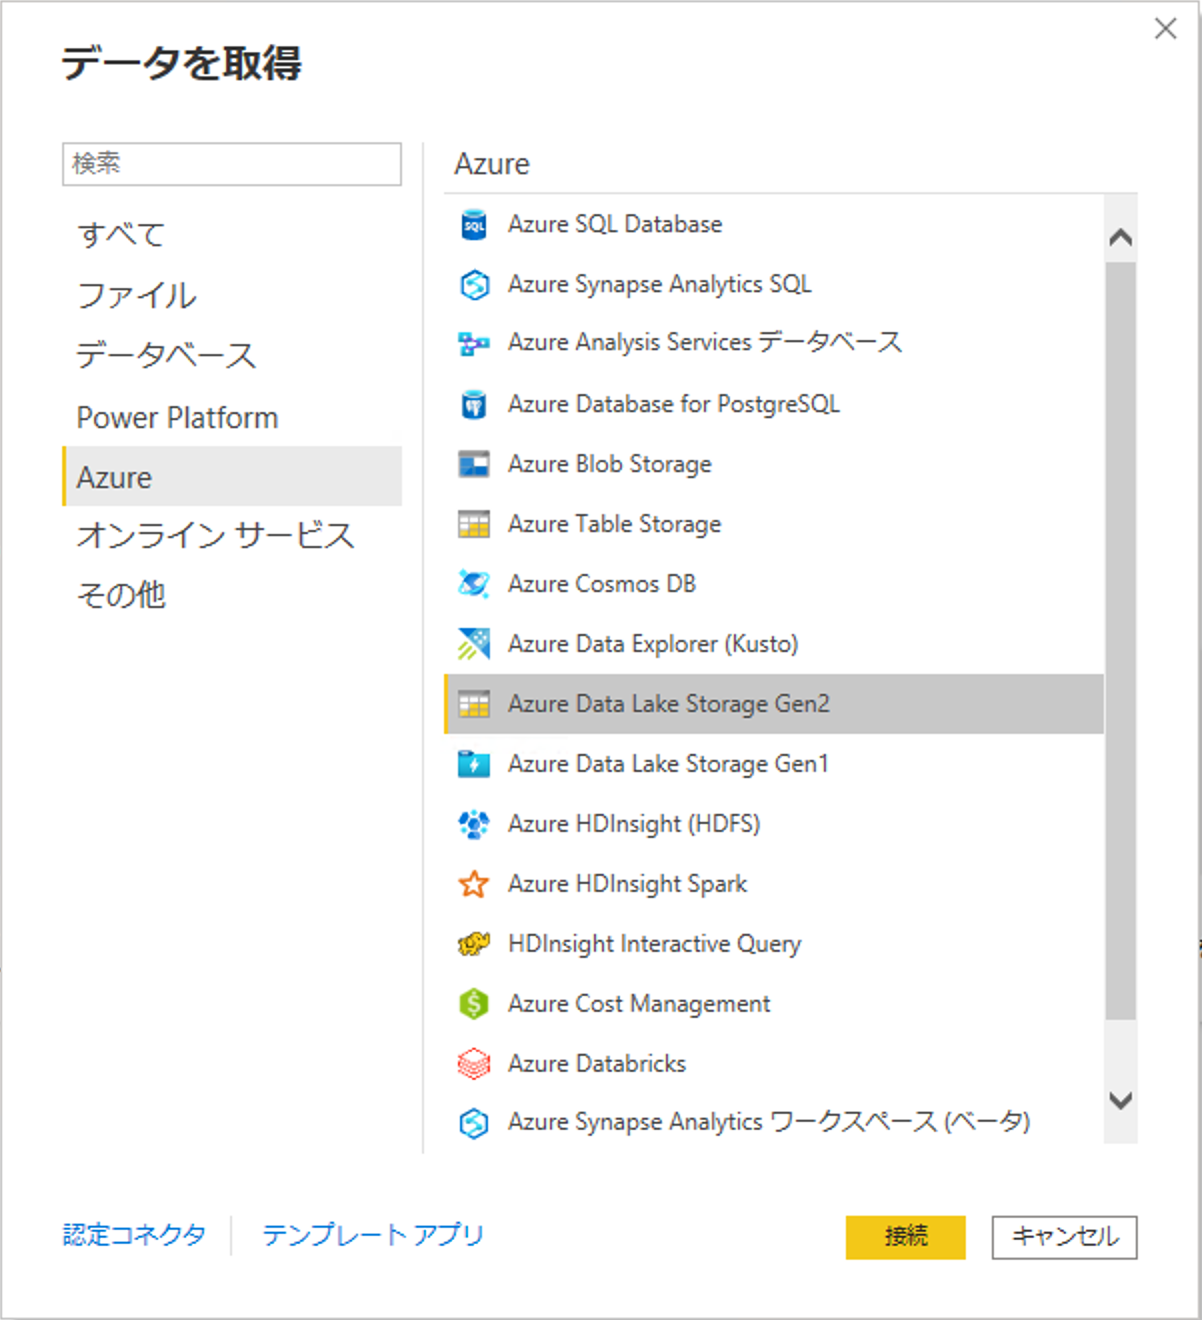 データを取得
検索
すべて
ファイル
データベース
Power Platform
Azure
オンライン サービス
その他
Azure
Azure SQL Database
Azure Synapse Analytics SQL
Azure Analysis Services データベース
Azure Database for PostgreSQL
Azure Blob Storage
Azure Table Storage
Azure Cosmos DB
Azure Data Explorer (Kusto)
Azure Data Lake Storage Gen2
Azure Data Lake Storage Gen1
Azure HDInsight (HDFS)
Azure HDInsight Spark
HDInsight Interactive Query
Azure Cost Management
Azure Databricks
Azure Synapse Analytics ワークスペース (ベータ)
認定コネクタ
テンプレート アプリ
接続
キャンセル